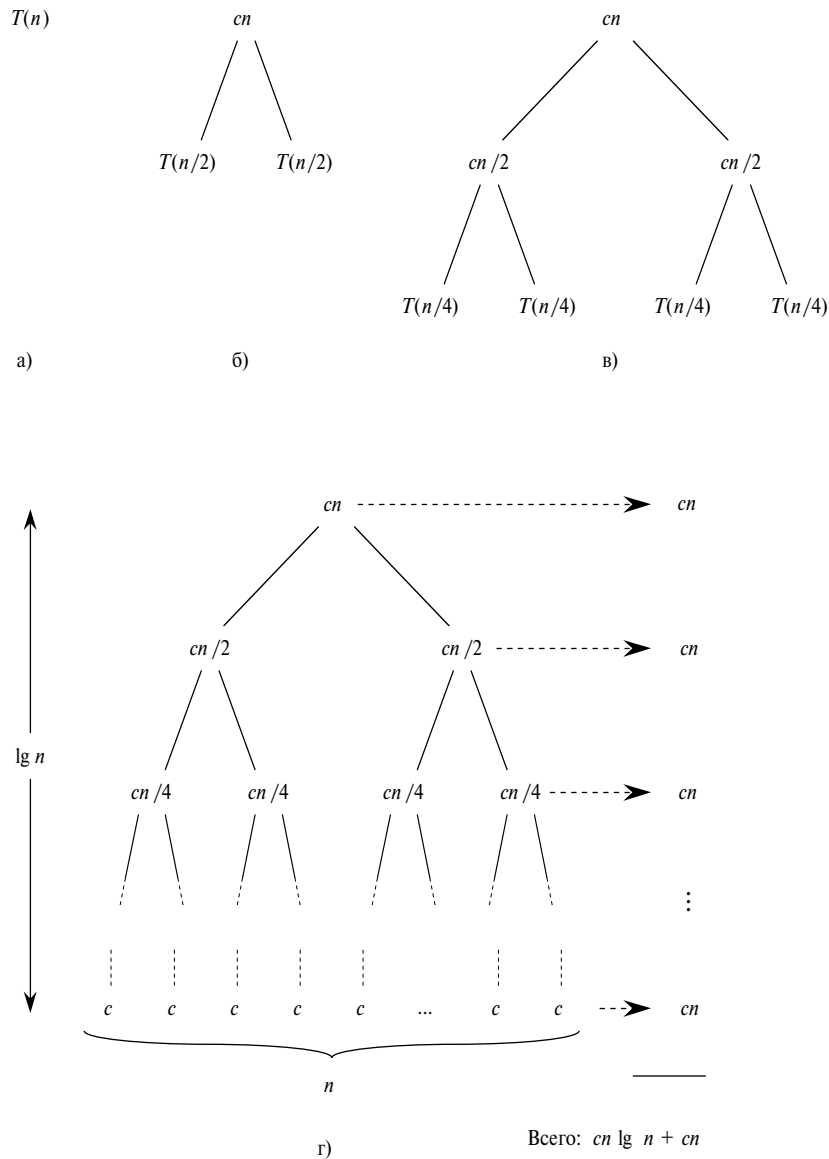 T(n) cn cn
T(n/2) T(n/2) cn/2 cn/2
T(n/4) T(n/4) T(n/4) T(n/4)
а) б) в)
cn cn
cn/2 cn/2 cn
lg n
cn/4 cn/4 cn/4 cn/4 cn
⋮
c c c c c ... c c cn
n
Всего: cn lg n + cn
г)